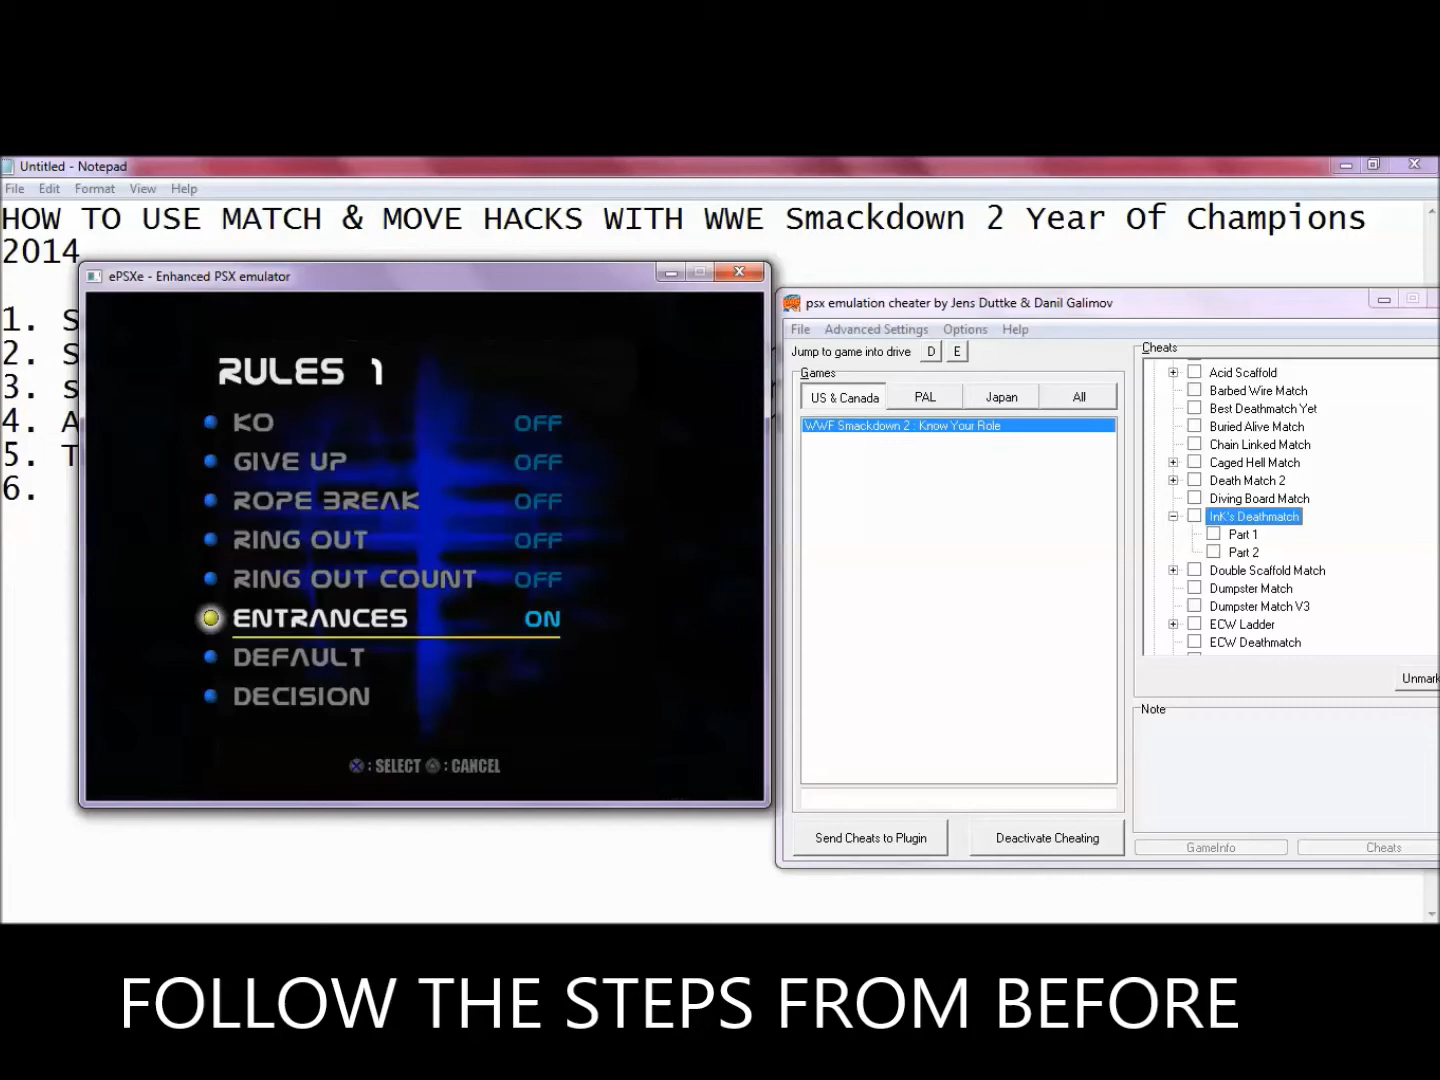 Untitled - Notepad
File Edit Format View Help
HOW TO USE MATCH & MOVE HACKS WITH WWE Smackdown 2 Year Of Champions
2014
1. S
2. S
3. s
4. A
5. T
6.
ePSXe - Enhanced PSX emulator
RULES 1
KO OFF
GIVE UP OFF
ROPE BREAK OFF
RING OUT OFF
RING OUT COUNT OFF
ENTRANCES ON
DEFAULT
DECISION
: SELECT : CANCEL
psx emulation cheater by Jens Duttke & Danil Galimov
File Advanced Settings Options Help
Jump to game into drive D E
Games
US & Canada PAL Japan All
WWF Smackdown 2 : Know Your Role
Send Cheats to Plugin Deactivate Cheating
Cheats
Acid Scaffold
Barbed Wire Match
Best Deathmatch Yet
Buried Alive Match
Chain Linked Match
Caged Hell Match
Death Match 2
Diving Board Match
InK's Deathmatch
Part 1
Part 2
Double Scaffold Match
Dumpster Match
Dumpster Match V3
ECW Ladder
ECW Deathmatch
Unmark
Note
GameInfo Cheats
FOLLOW THE STEPS FROM BEFORE